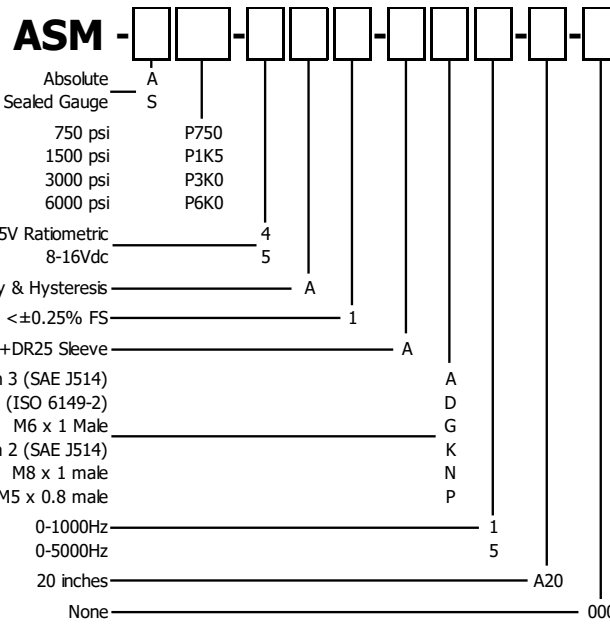 ASM - - - - -
Absolute A
Sealed Gauge S
750 psi P750
1500 psi P1K5
3000 psi P3K0
6000 psi P6K0
5V Ratiometric 4
8-16Vdc 5
& Hysteresis A
<±0.25% FS 1
+DR25 Sleeve A
3 (SAE J514) A
(ISO 6149-2) D
M6 x 1 Male G
2 (SAE J514) K
M8 x 1 male N
M5 x 0.8 male P
0-1000Hz 1
0-5000Hz 5
20 inches A20
None 000